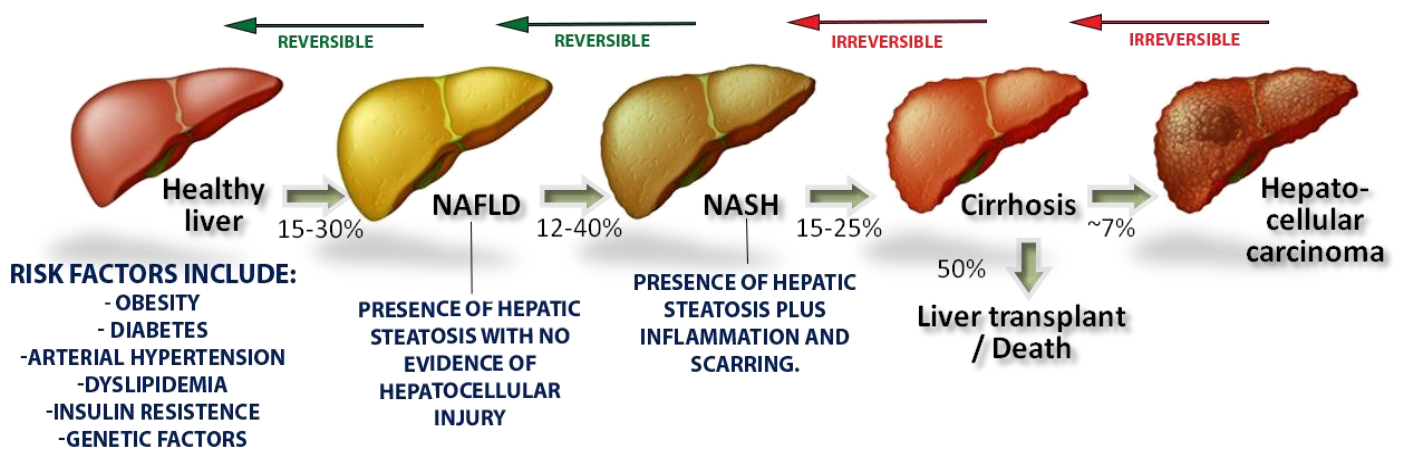 REVERSIBLE
REVERSIBLE
IRREVERSIBLE
IRREVERSIBLE
Healthy
liver
15-30%
NAFLD
12-40%
NASH
15-25%
Cirrhosis
~7%
Hepato-
cellular
carcinoma
RISK FACTORS INCLUDE:
- OBESITY
- DIABETES
-ARTERIAL HYPERTENSION
-DYSLIPIDEMIA
-INSULIN RESISTENCE
-GENETIC FACTORS
PRESENCE OF HEPATIC
STEATOSIS WITH NO
EVIDENCE OF
HEPATOCELLULAR
INJURY
PRESENCE OF HEPATIC
STEATOSIS PLUS
INFLAMMATION AND
SCARRING.
50%
Liver transplant
/ Death